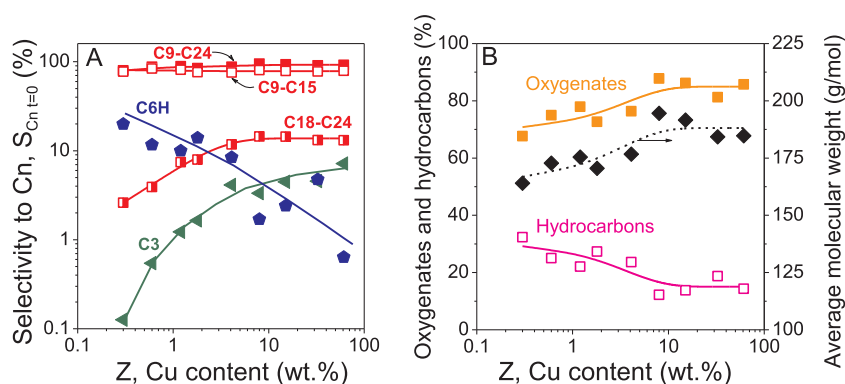 A
Selectivity to Cn, S Cn t=0 (%)
100
10
1
0.1
C9-C24
C9-C15
C6H
C18-C24
C3
0.1 1 10 100
Z, Cu content (wt.%)
B
Oxygenates and hydrocarbons (%)
100
80
60
40
20
0
Oxygenates
Hydrocarbons
225
200
175
150
125
100
Average molecular weight (g/mol)
0.1 1 10 100
Z, Cu content (wt.%)